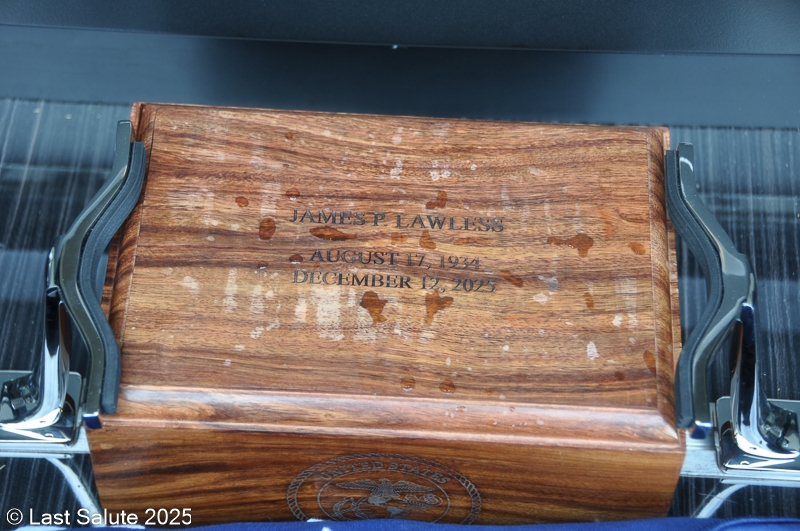 JAMES P. LAWLESS
AUGUST 17, 1934
DECEMBER 12, 2025
UNITED STATES
© Last Salute 2025